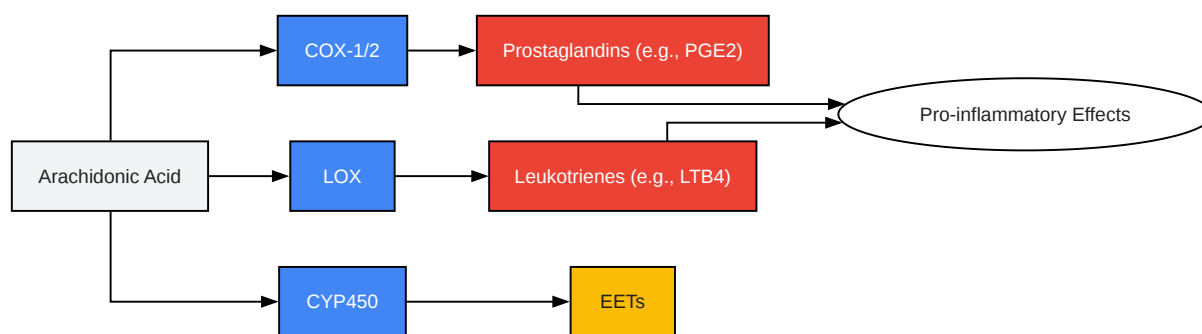 COX-1/2
Prostaglandins (e.g., PGE2)
Pro-inflammatory Effects
Arachidonic Acid
LOX
Leukotrienes (e.g., LTB4)
CYP450
EETs